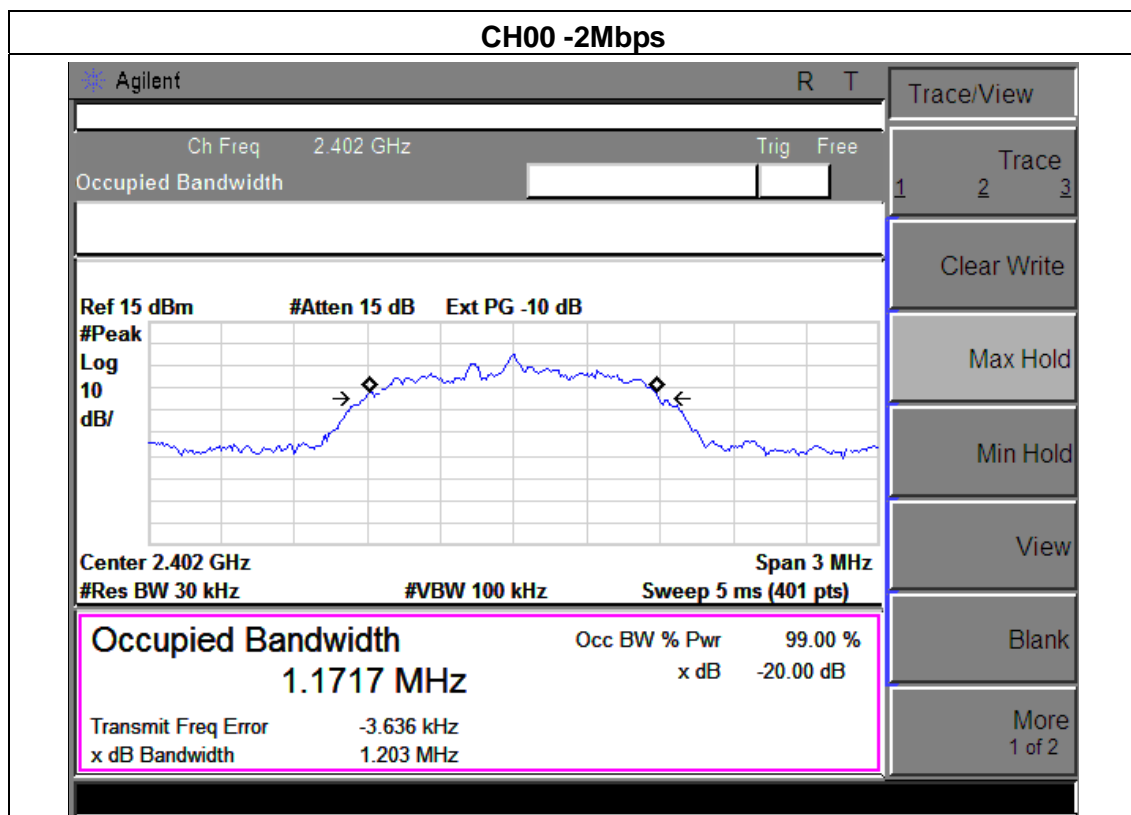 CH00 -2Mbps
Agilent R T
Ch Freq 2.402 GHz Trig Free
Occupied Bandwidth
Ref 15 dBm #Atten 15 dB Ext PG -10 dB
#Peak
Log
10
dB/
Center 2.402 GHz Span 3 MHz
#Res BW 30 kHz #VBW 100 kHz Sweep 5 ms (401 pts)
Occupied Bandwidth Occ BW % Pwr 99.00 %
1.1717 MHz x dB -20.00 dB
Transmit Freq Error -3.636 kHz
x dB Bandwidth 1.203 MHz
Trace/View
Trace
1 2 3
Clear Write
Max Hold
Min Hold
View
Blank
More
1 of 2